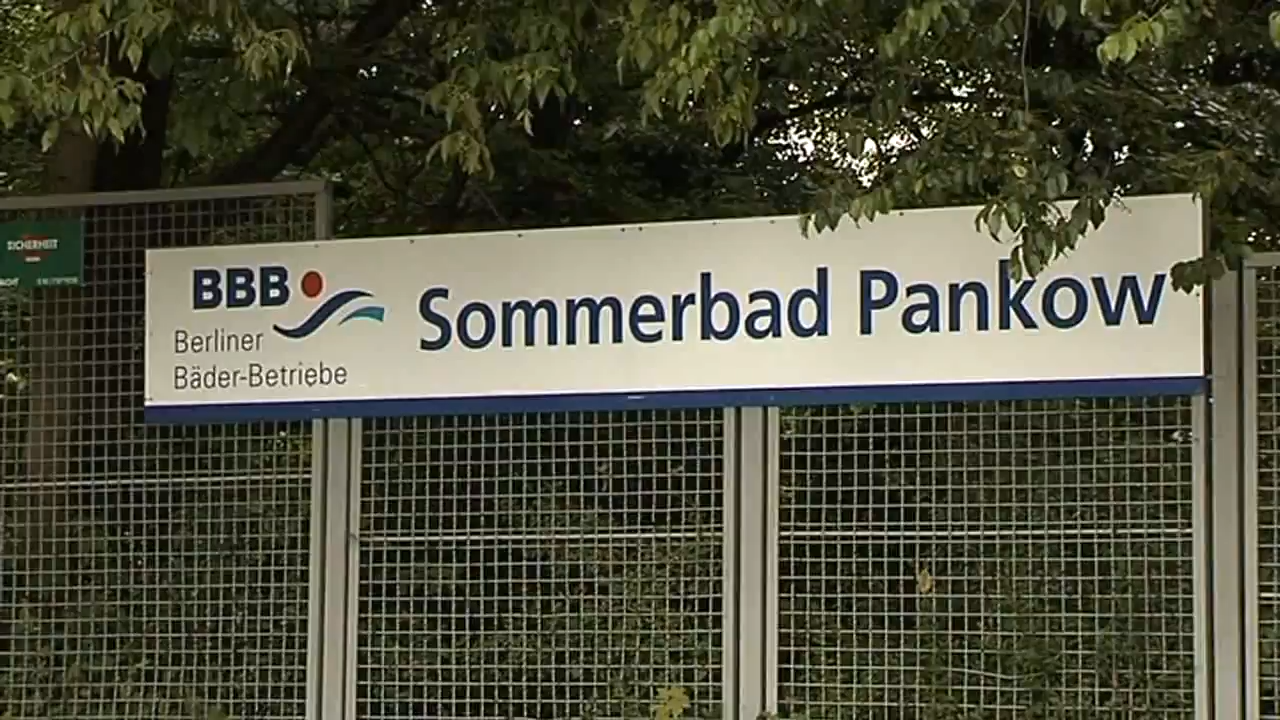 SICHERHEIT
BBB
Berliner
Bäder-Betriebe
Sommerbad Pankow